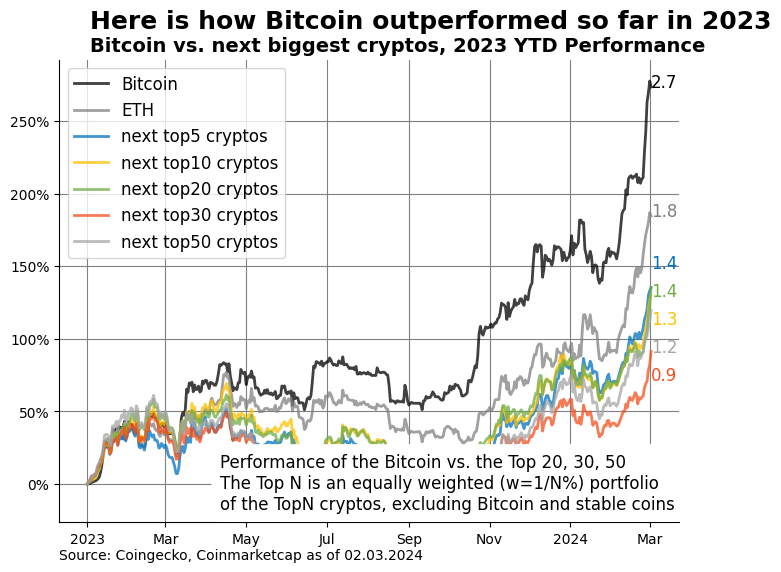 Here is how Bitcoin outperformed so far in 2023
Bitcoin vs. next biggest cryptos, 2023 YTD Performance
Bitcoin
ETH
next top5 cryptos
next top10 cryptos
next top20 cryptos
next top30 cryptos
next top50 cryptos
250%
200%
150%
100%
50%
0%
2.7
1.8
1.4
1.4
1.3
1.2
0.9
Performance of the Bitcoin vs. the Top 20, 30, 50
The Top N is an equally weighted (w=1/N%) portfolio
of the TopN cryptos, excluding Bitcoin and stable coins
2023 Mar May Jul Sep Nov 2024 Mar
Source: Coingecko, Coinmarketcap as of 02.03.2024